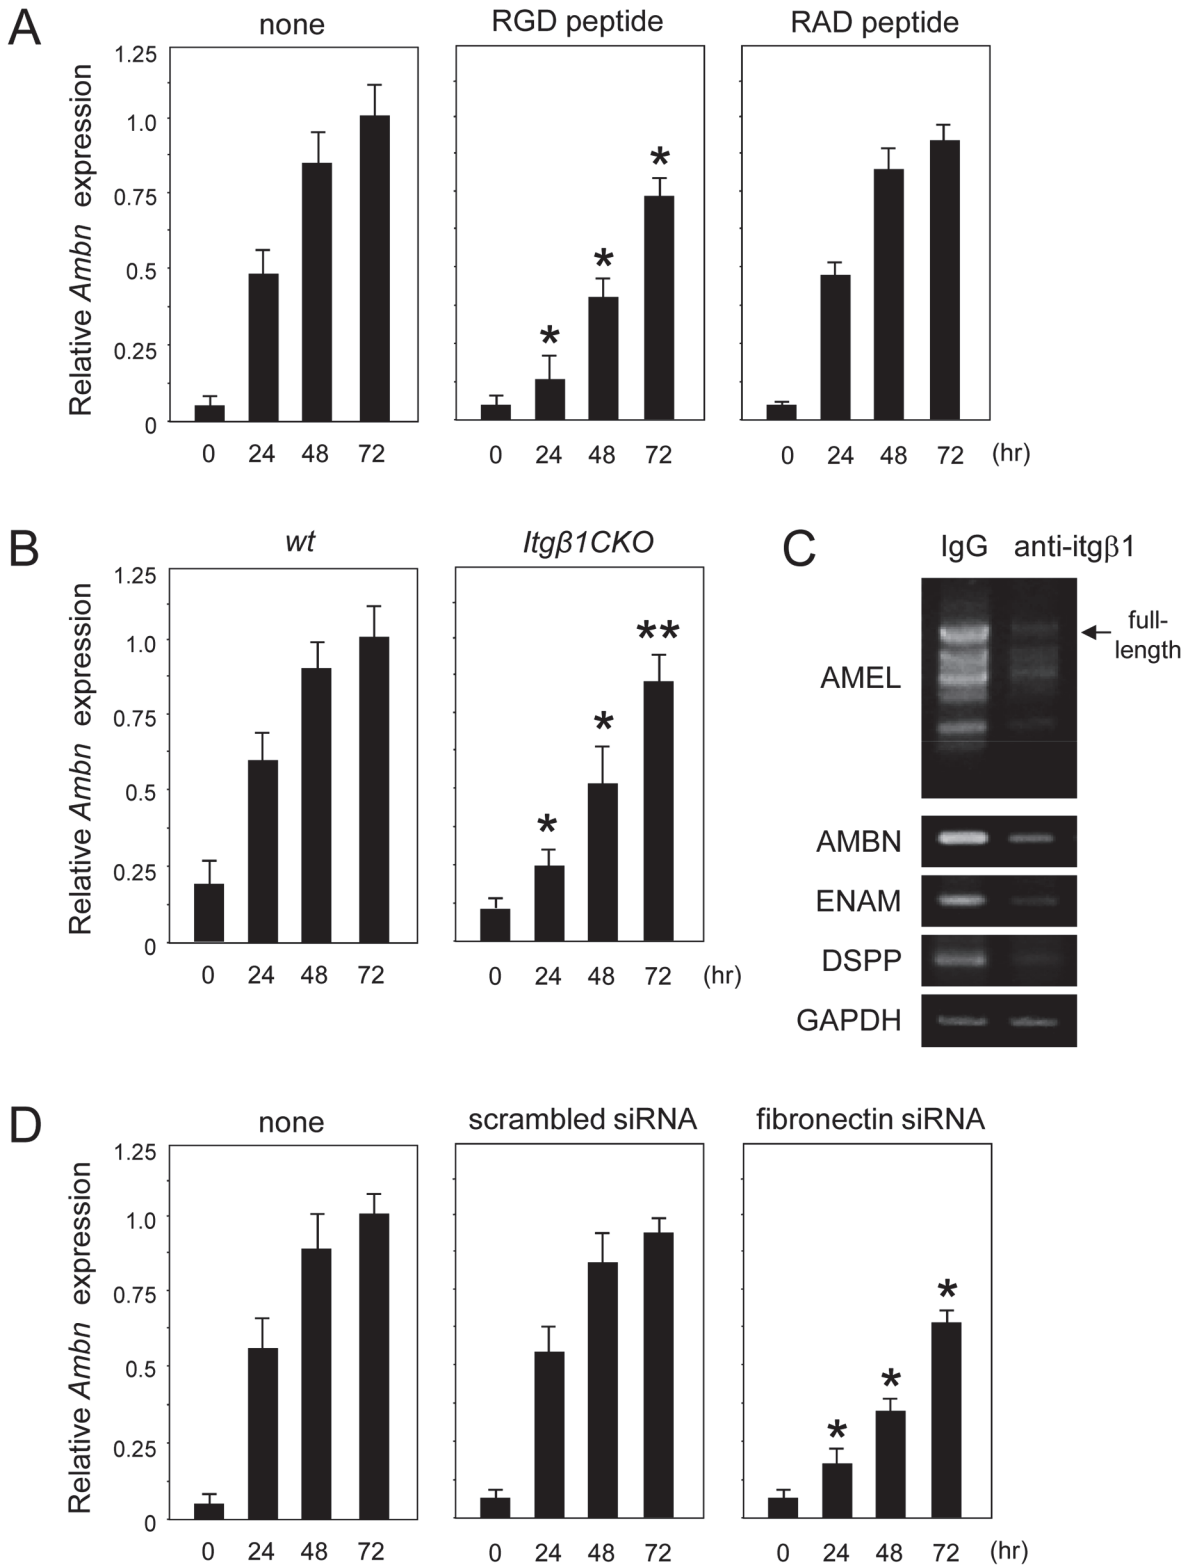 A
none
RGD peptide
RAD peptide
Relative Ambn expression
1.25
1.0
0.75
0.5
0.25
0
*
*
*
0 24 48 72
0 24 48 72
0 24 48 72 (hr)
B
wt
Itgβ1CKO
Relative Ambn expression
1.25
1.0
0.75
0.5
0.25
0
*
*
**
0 24 48 72
0 24 48 72 (hr)
C
IgG anti-itgβ1
full-
length
AMEL
AMBN
ENAM
DSPP
GAPDH
D
none
scrambled siRNA
fibronectin siRNA
Relative Ambn expression
1.25
1.0
0.75
0.5
0.25
0
*
*
*
0 24 48 72
0 24 48 72
0 24 48 72 (hr)